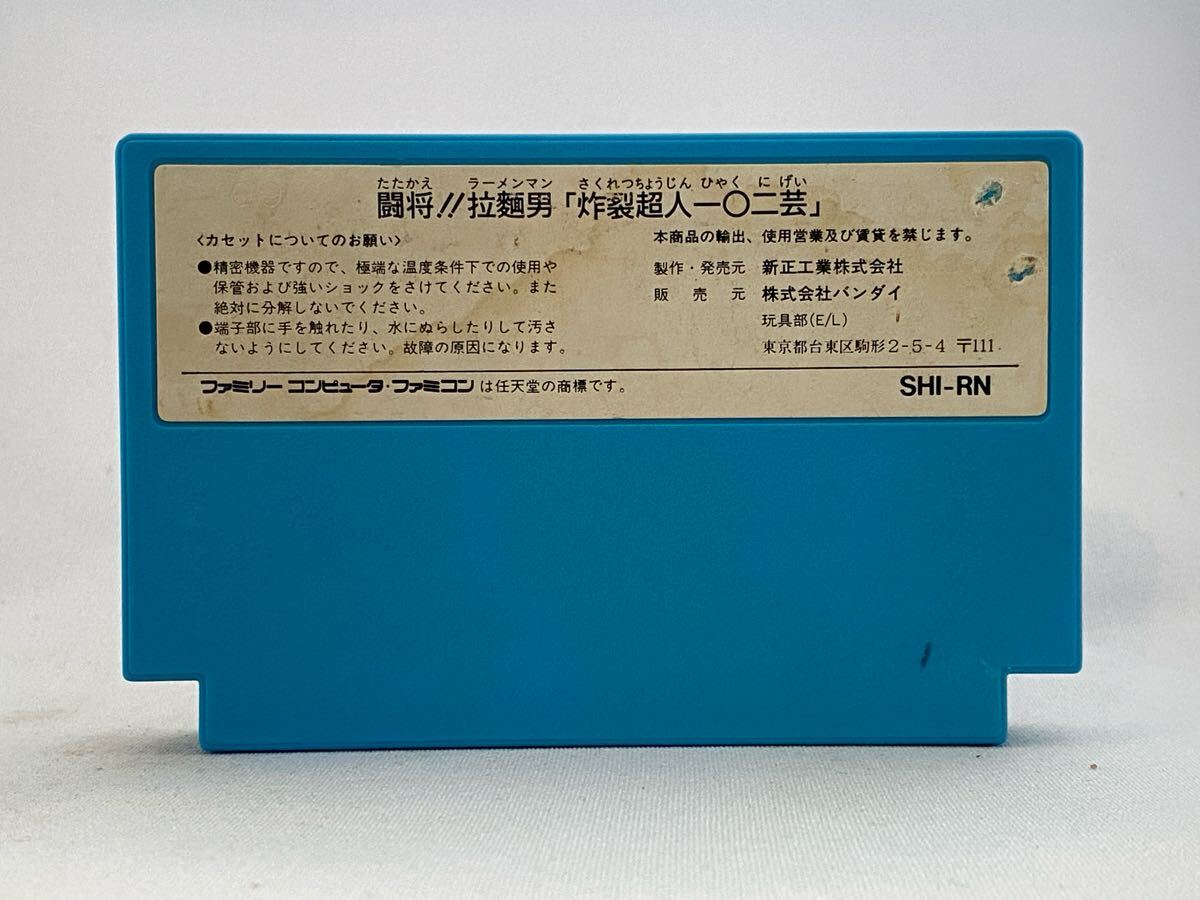 たたかえ ラーメンマン さくれつちょうじん ひゃく に げい
闘将!!拉麵男「炸裂超人一〇二芸」
〈カセットについてのお願い〉
●精密機器ですので、極端な温度条件下での使用や
保管および強いショックをさけてください。また
絶対に分解しないでください。
●端子部に手を触れたり、水にぬらしたりして汚さ
ないようにしてください。故障の原因になります。
本商品の輸出、使用営業及び賃貸を禁じます。
製作・発売元 新正工業株式会社
販売元 株式会社バンダイ
玩具部(E/L)
東京都台東区駒形2-5-4 〒111
ファミリーコンピュータ・ファミコンは任天堂の商標です。
SHI-RN